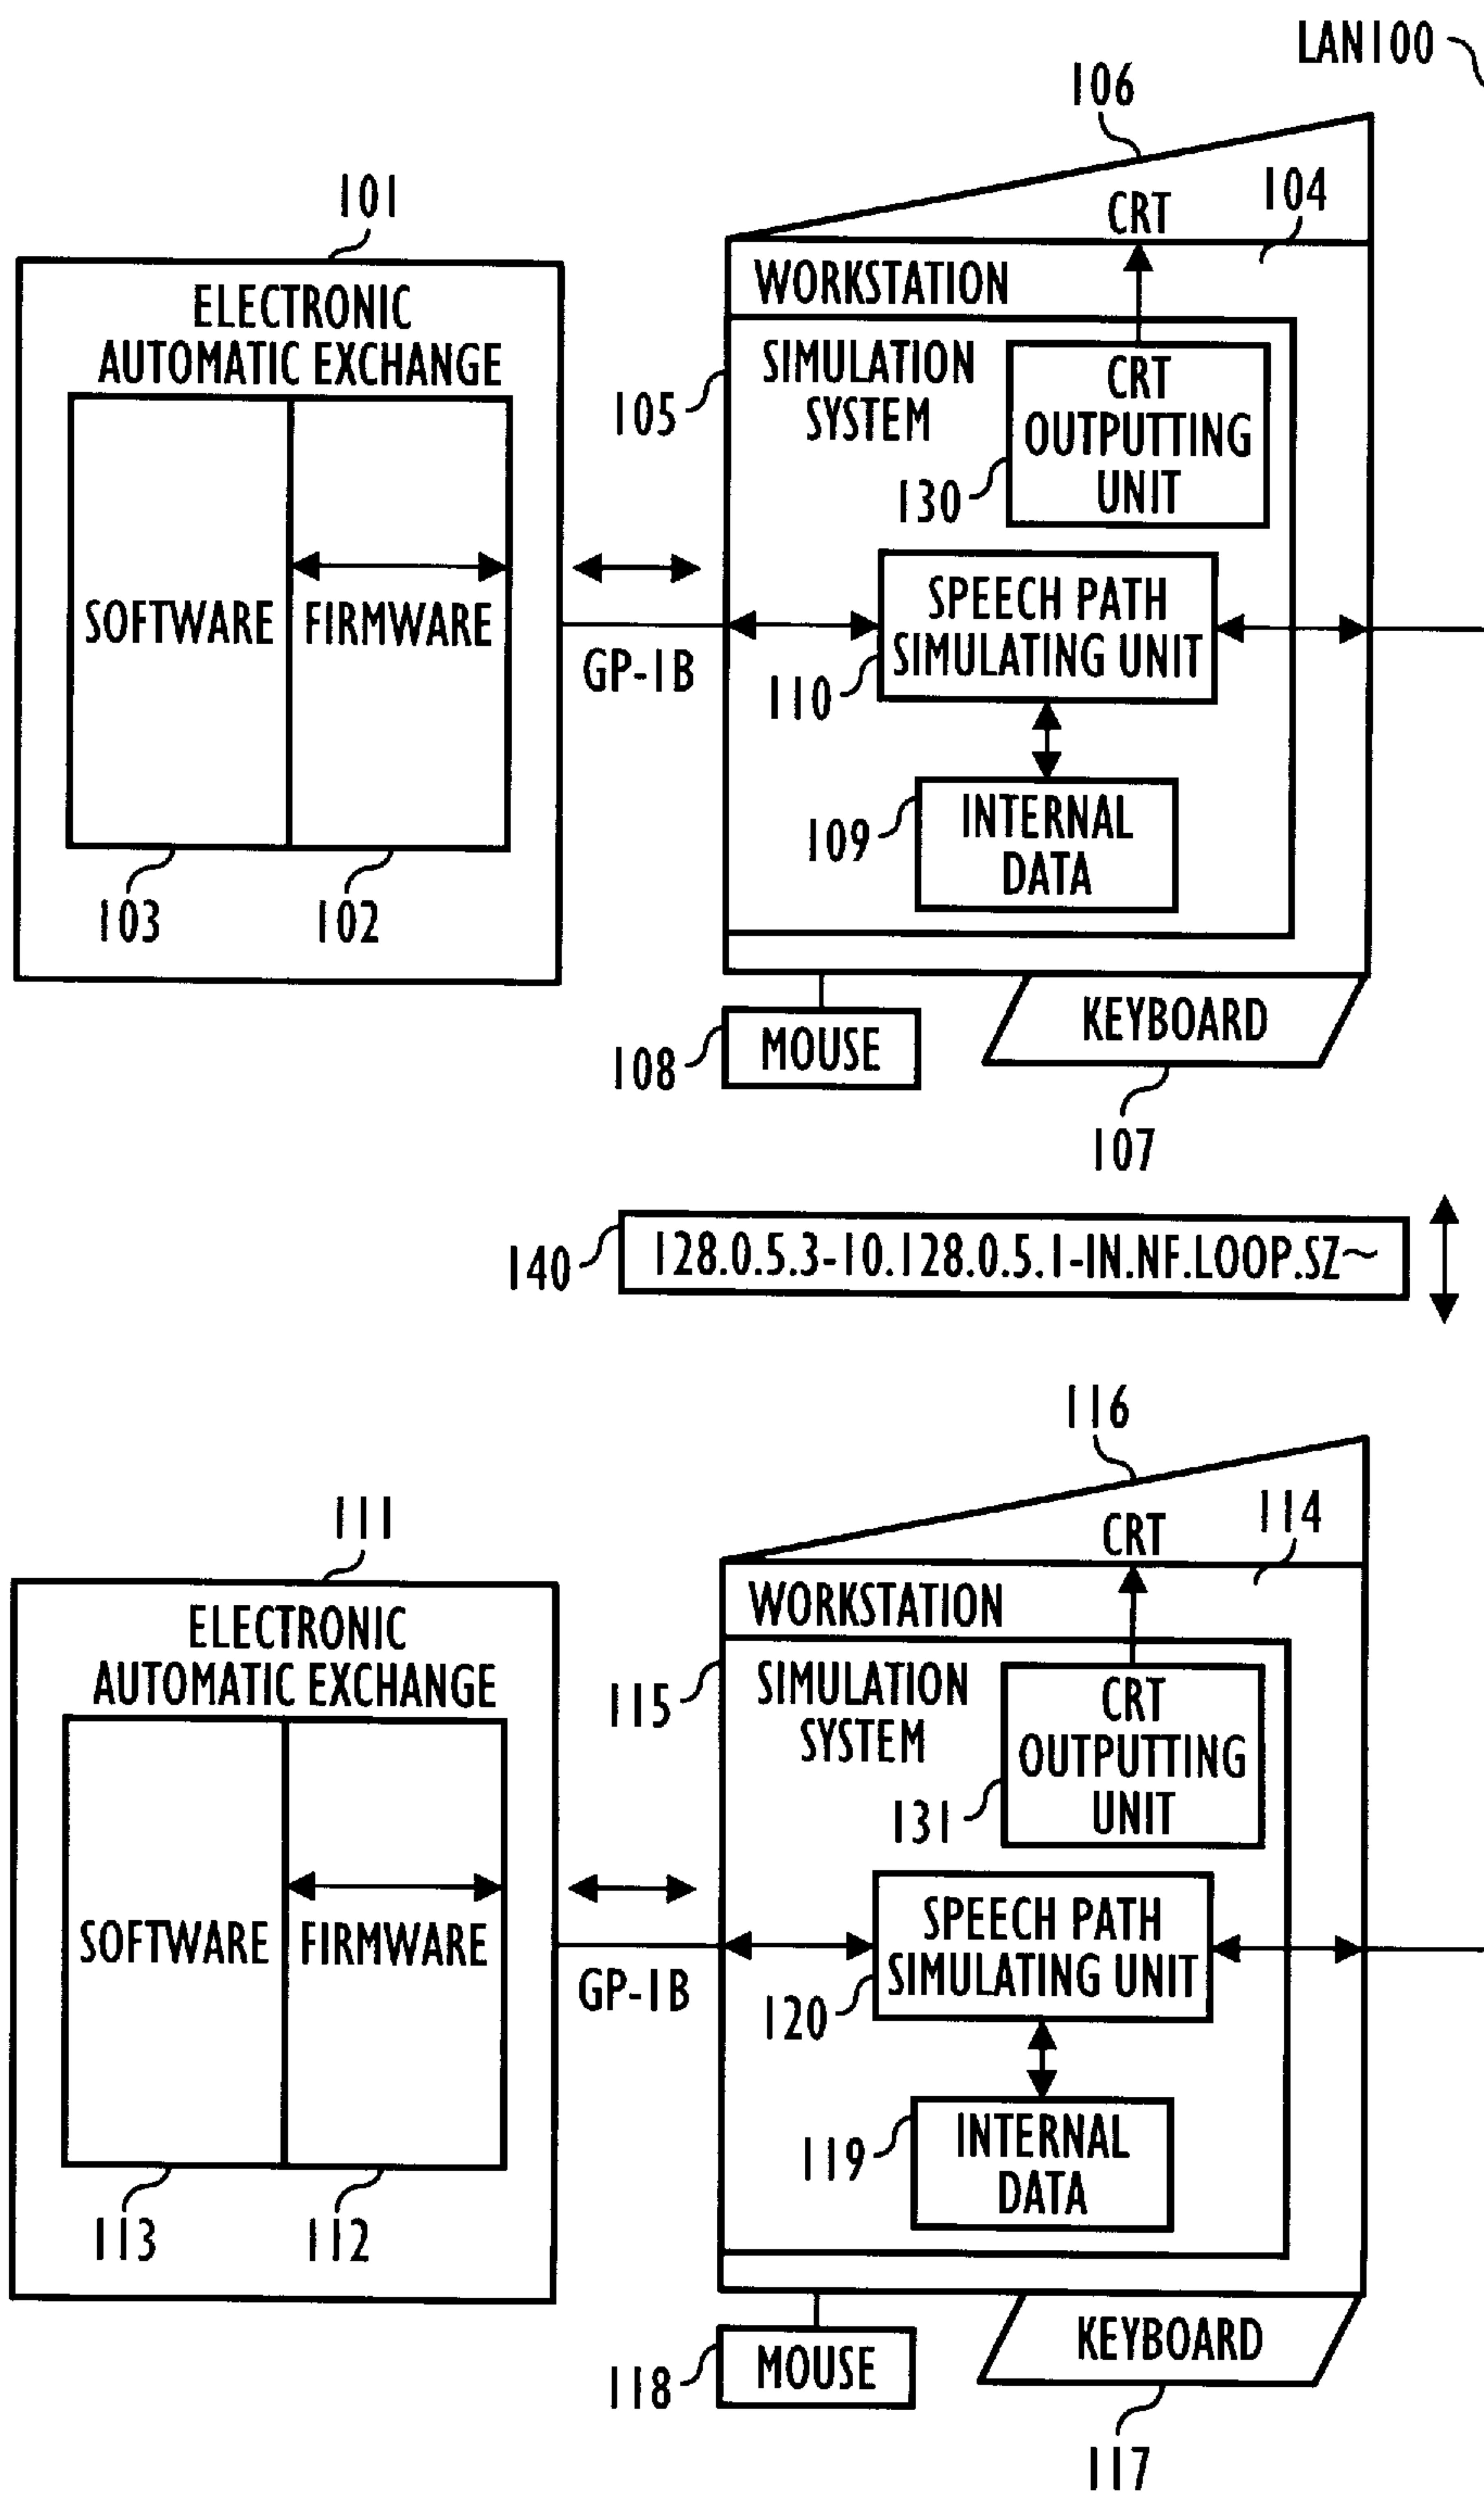 LAN100
106
101
104
CRT
WORKSTATION
ELECTRONIC
AUTOMATIC EXCHANGE
SIMULATION
SYSTEM
105
CRT
OUTPUTTING
UNIT
130
SOFTWARE
FIRMWARE
SPEECH PATH
SIMULATING UNIT
GP-IB
110
INTERNAL
DATA
109
103
102
MOUSE
108
KEYBOARD
107
140
128.0.5.3-10.128.0.5.1-IN.NF.LOOP.SZ~
116
111
114
CRT
WORKSTATION
ELECTRONIC
AUTOMATIC EXCHANGE
SIMULATION
SYSTEM
115
CRT
OUTPUTTING
UNIT
131
SOFTWARE
FIRMWARE
SPEECH PATH
SIMULATING UNIT
GP-IB
120
INTERNAL
DATA
119
113
112
MOUSE
118
KEYBOARD
117